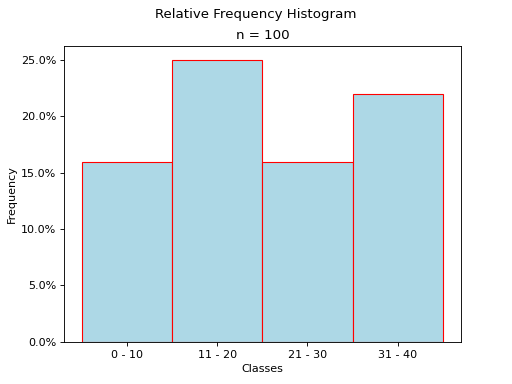 Relative Frequency Histogram
n = 100
25.0%
20.0%
15.0%
10.0%
5.0%
0.0%
Frequency
0 - 10 11 - 20 21 - 30 31 - 40
Classes